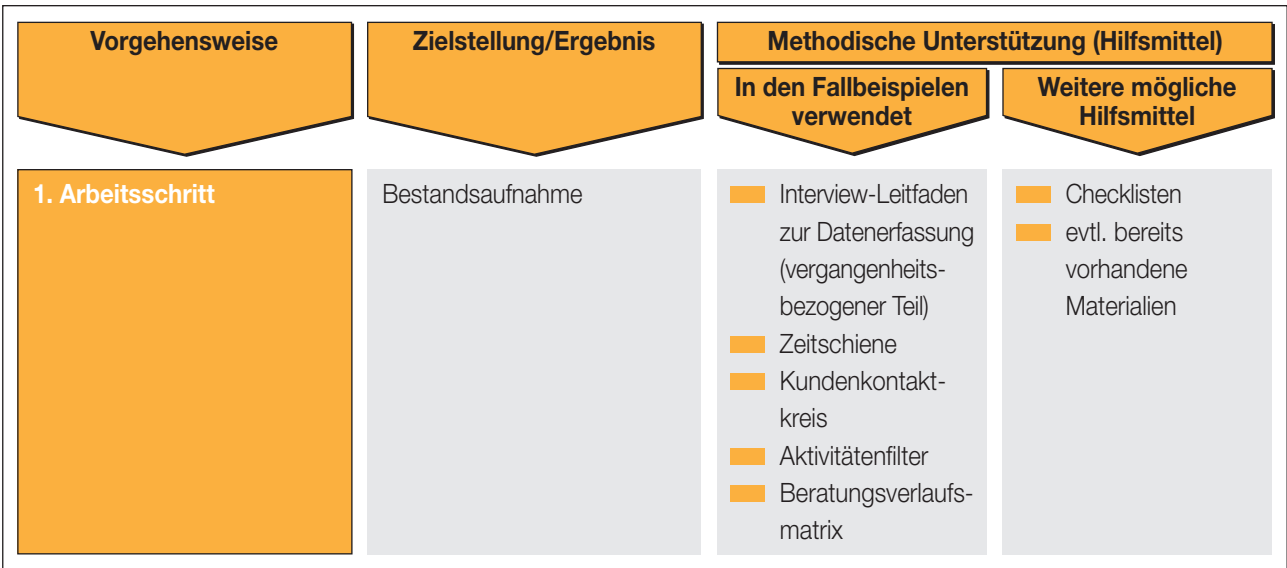 Vorgehensweise
Zielstellung/Ergebnis
Methodische Unterstützung (Hilfsmittel)
In den Fallbeispielen
verwendet
Weitere mögliche
Hilfsmittel
1. Arbeitsschritt
Bestandsaufnahme
Interview-Leitfaden
zur Datenerfassung
(vergangenheits-
bezogener Teil)
Zeitschiene
Kundenkontakt-
kreis
Aktivitätenfilter
Beratungsverlaufs-
matrix
Checklisten
evtl. bereits
vorhandene
Materialien